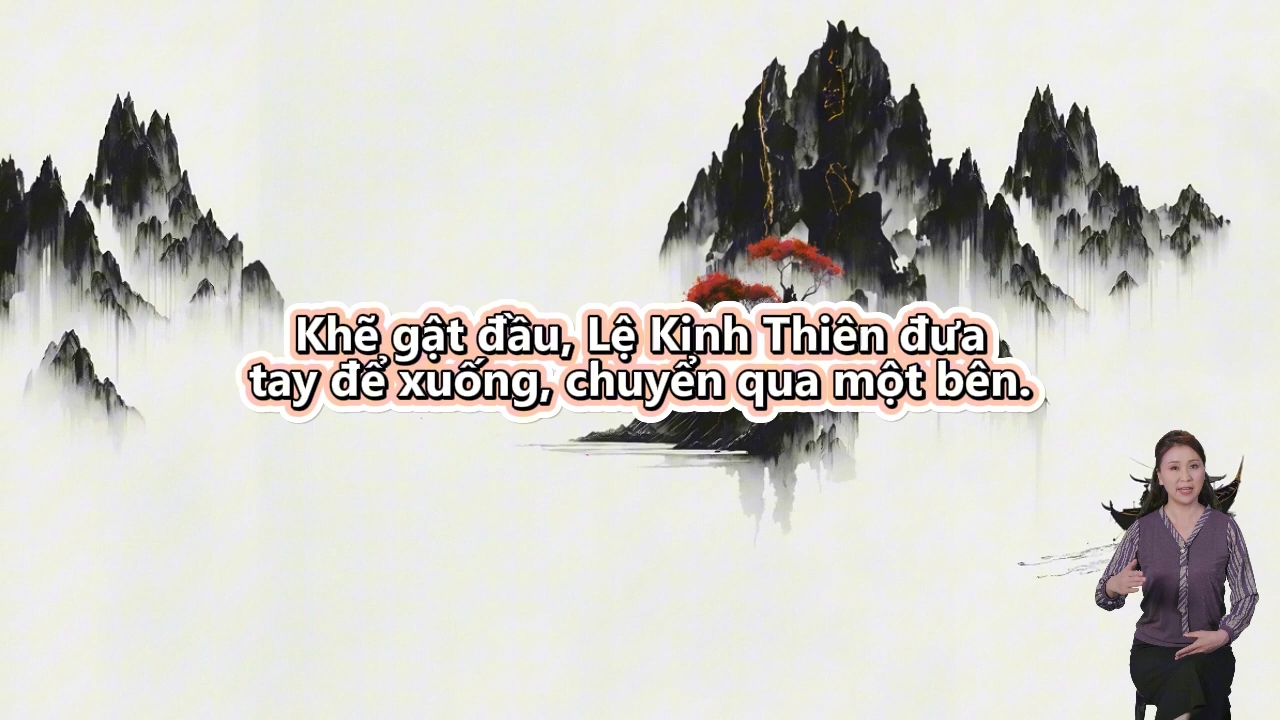 Khẽ gật đầu, Lệ Kinh Thiên đưa
tay để xuống, chuyển qua một bên.